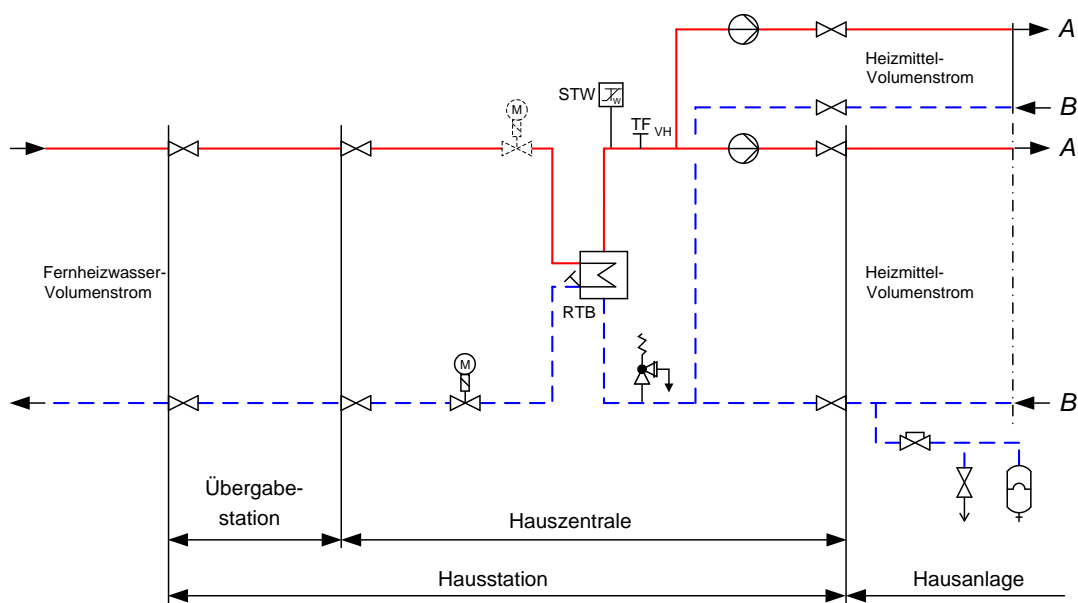 A
Heizmittel-
Volumenstrom
M
STW
W
B
TF VH
A
Fernheizwasser-
Volumenstrom
Heizmittel-
Volumenstrom
RTB
M
B
Übergabe-
station
Hauszentrale
Hausstation
Hausanlage